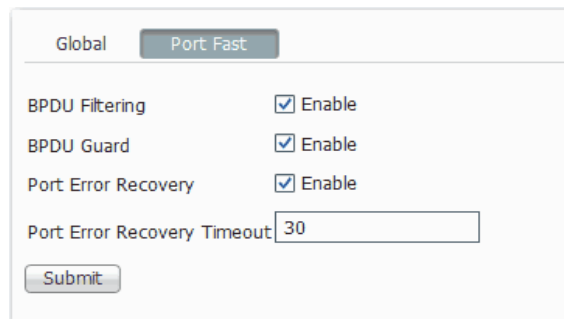 Global Port Fast
BPDU Filtering Enable
BPDU Guard Enable
Port Error Recovery Enable
Port Error Recovery Timeout 30
Submit